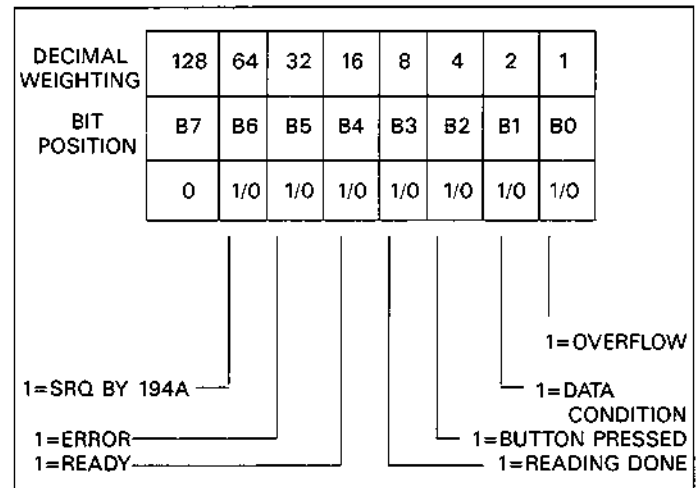 DECIMAL
WEIGHTING
128 64 32 16 8 4 2 1
BIT
POSITION
B7 B6 B5 B4 B3 B2 B1 B0
0 1/0 1/0 1/0 1/0 1/0 1/0 1/0
1=OVERFLOW
1=SRQ BY 194A
1=DATA
CONDITION
1=ERROR
1=BUTTON PRESSED
1=READY
1=READING DONE